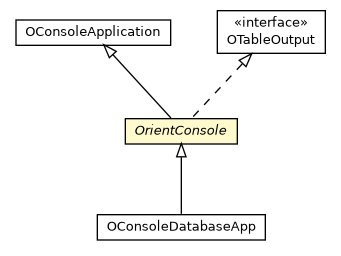 OConsoleApplication
«interface»
OTableOutput
OrientConsole
OConsoleDatabaseApp